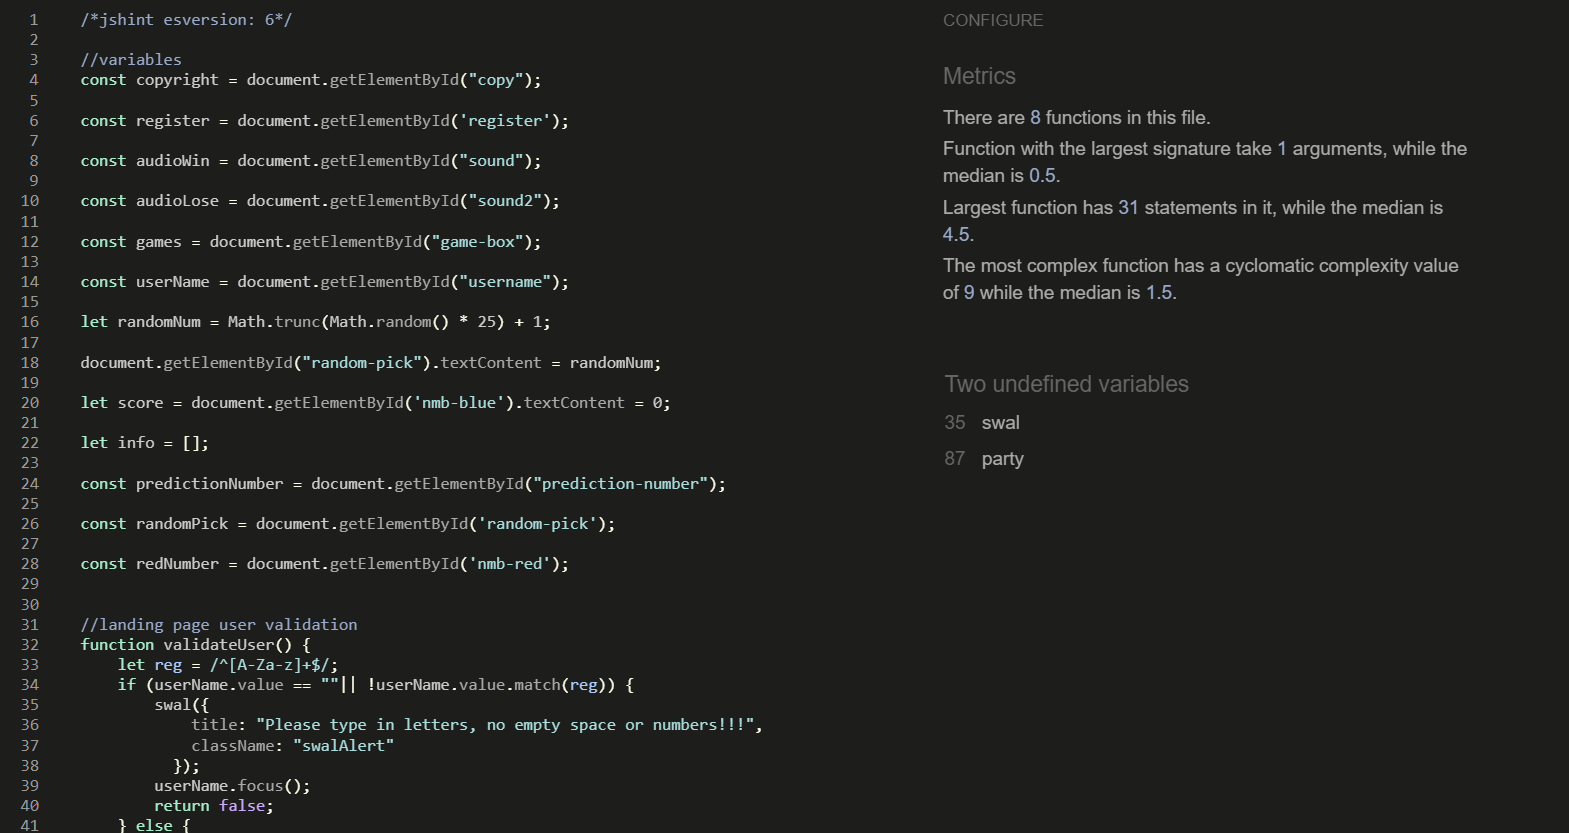 1 /*jshint esversion: 6*/
2
3 //variables
4 const copyright = document.getElementById("copy");
5
6 const register = document.getElementById('register');
7
8 const audioWin = document.getElementById("sound");
9
10 const audioLose = document.getElementById("sound2");
11
12 const games = document.getElementById("game-box");
13
14 const userName = document.getElementById("username");
15
16 let randomNum = Math.trunc(Math.random() * 25) + 1;
17
18 document.getElementById("random-pick").textContent = randomNum;
19
20 let score = document.getElementById('nmb-blue').textContent = 0;
21
22 let info = [];
23
24 const predictionNumber = document.getElementById("prediction-number");
25
26 const randomPick = document.getElementById('random-pick');
27
28 const redNumber = document.getElementById('nmb-red');
29
30
31 //landing page user validation
32 function validateUser() {
33     let reg = /^[A-Za-z]+$/;
34     if (userName.value == ""|| !userName.value.match(reg)) {
35         swal({
36             title: "Please type in letters, no empty space or numbers!!!",
37             className: "swalAlert"
38           });
39         userName.focus();
40         return false;
41     } else {
CONFIGURE
Metrics
There are 8 functions in this file.
Function with the largest signature take 1 arguments, while the
median is 0.5.
Largest function has 31 statements in it, while the median is
4.5.
The most complex function has a cyclomatic complexity value
of 9 while the median is 1.5.
Two undefined variables
35 swal
87 party